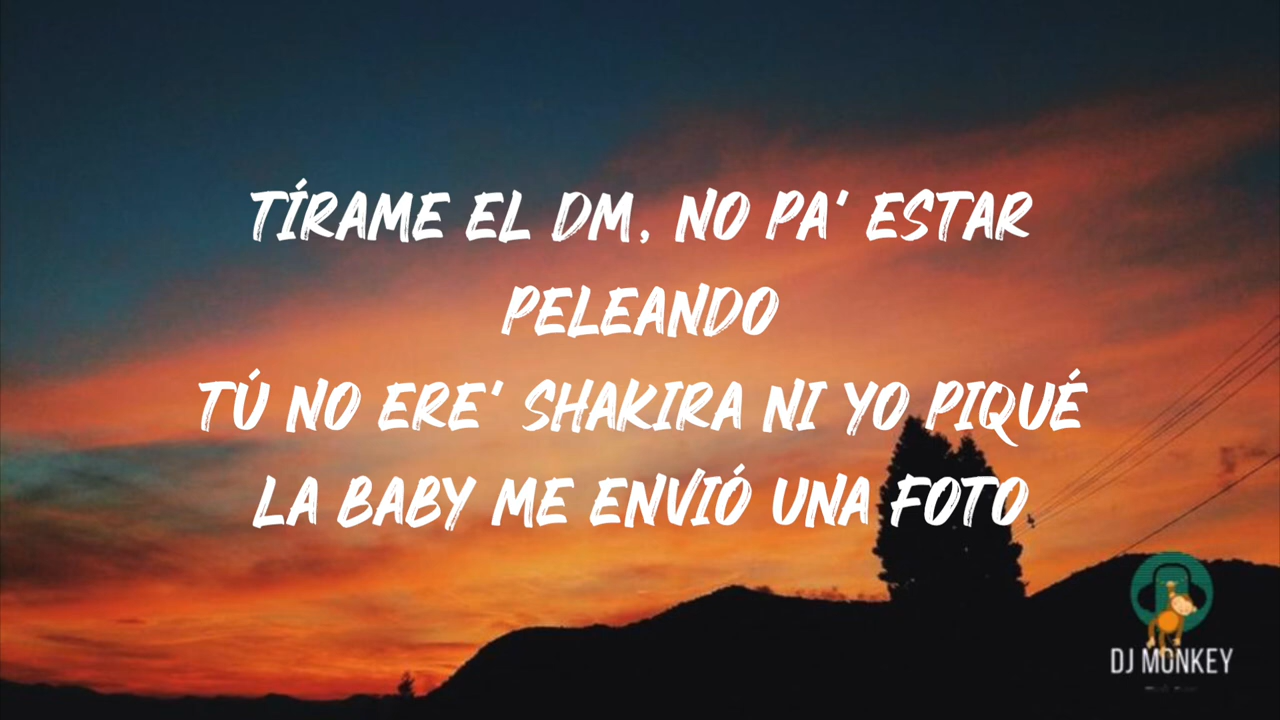 TÍRAME EL DM, NO PA' ESTAR
PELEANDO
TÚ NO ERE' SHAKIRA NI YO PIQUÉ
LA BABY ME ENVIÓ UNA FOTO
DJ MONKEY